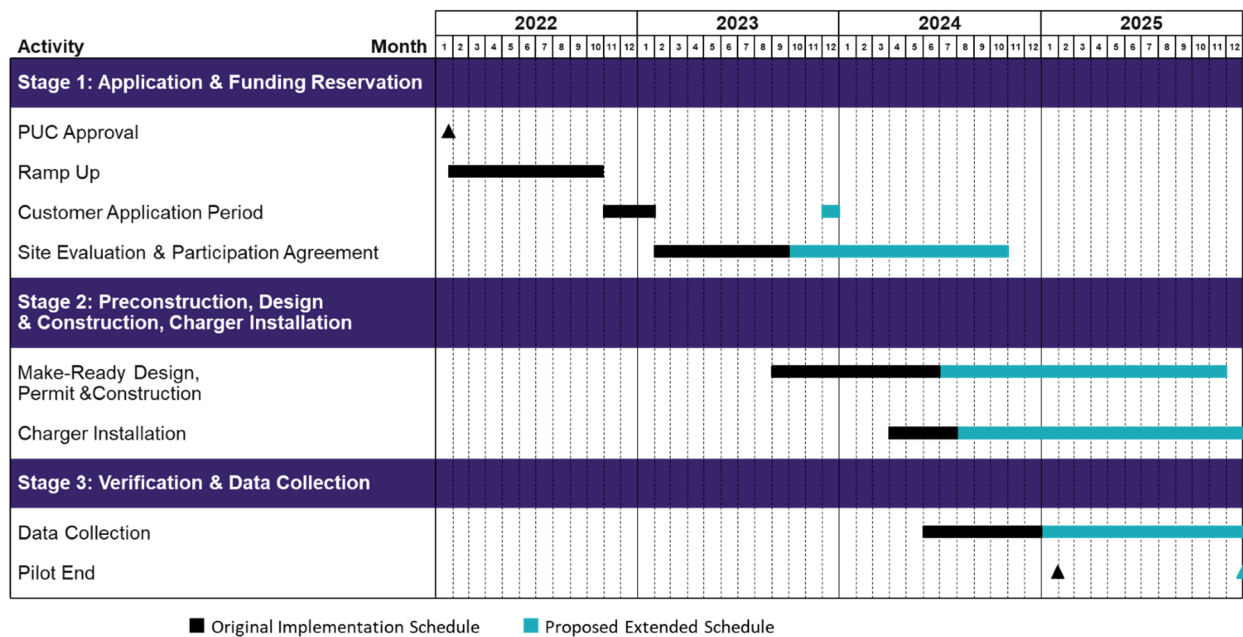 2022 2023 2024 2025
Activity Month 1 2 3 4 5 6 7 8 9 10 11 12 1 2 3 4 5 6 7 8 9 10 11 12 1 2 3 4 5 6 7 8 9 10 11 12 1 2 3 4 5 6 7 8 9 10 11 12
Stage 1: Application & Funding Reservation
PUC Approval
Ramp Up
Customer Application Period
Site Evaluation & Participation Agreement
Stage 2: Preconstruction, Design
& Construction, Charger Installation
Make-Ready Design,
Permit &Construction
Charger Installation
Stage 3: Verification & Data Collection
Data Collection
Pilot End
Original Implementation Schedule Proposed Extended Schedule